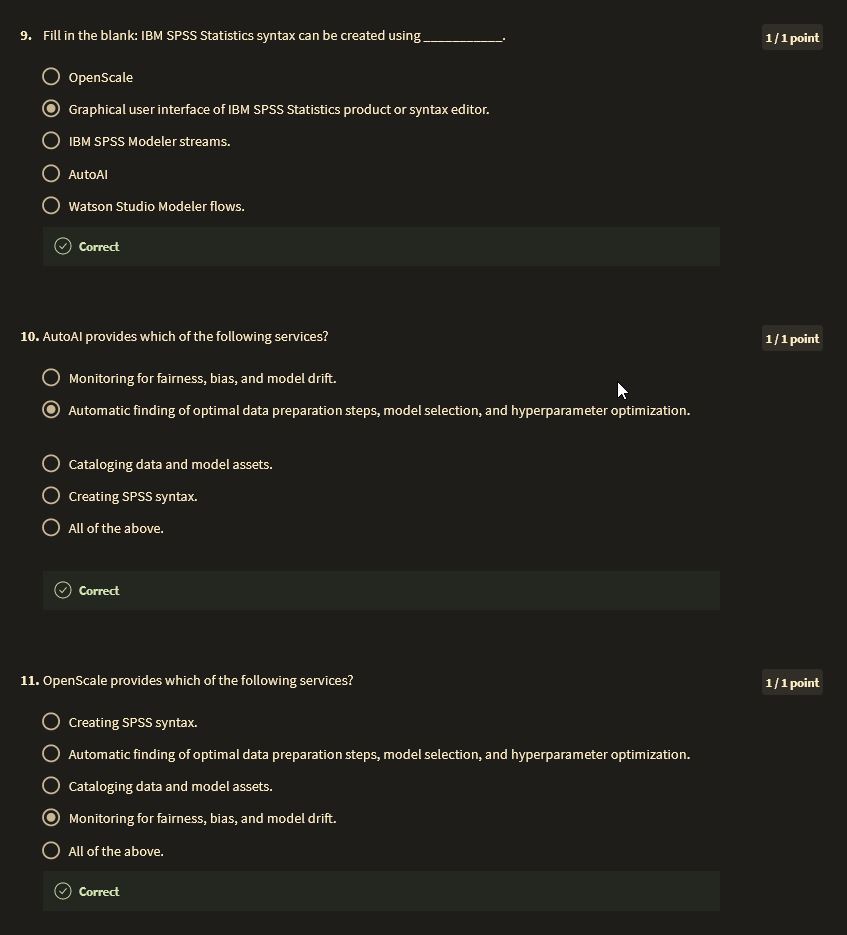 9. Fill in the blank: IBM SPSS Statistics syntax can be created using ____________.
1 / 1 point
OpenScale
Graphical user interface of IBM SPSS Statistics product or syntax editor.
IBM SPSS Modeler streams.
AutoAI
Watson Studio Modeler flows.
Correct
10. AutoAI provides which of the following services?
1 / 1 point
Monitoring for fairness, bias, and model drift.
Automatic finding of optimal data preparation steps, model selection, and hyperparameter optimization.
Cataloging data and model assets.
Creating SPSS syntax.
All of the above.
Correct
11. OpenScale provides which of the following services?
1 / 1 point
Creating SPSS syntax.
Automatic finding of optimal data preparation steps, model selection, and hyperparameter optimization.
Cataloging data and model assets.
Monitoring for fairness, bias, and model drift.
All of the above.
Correct